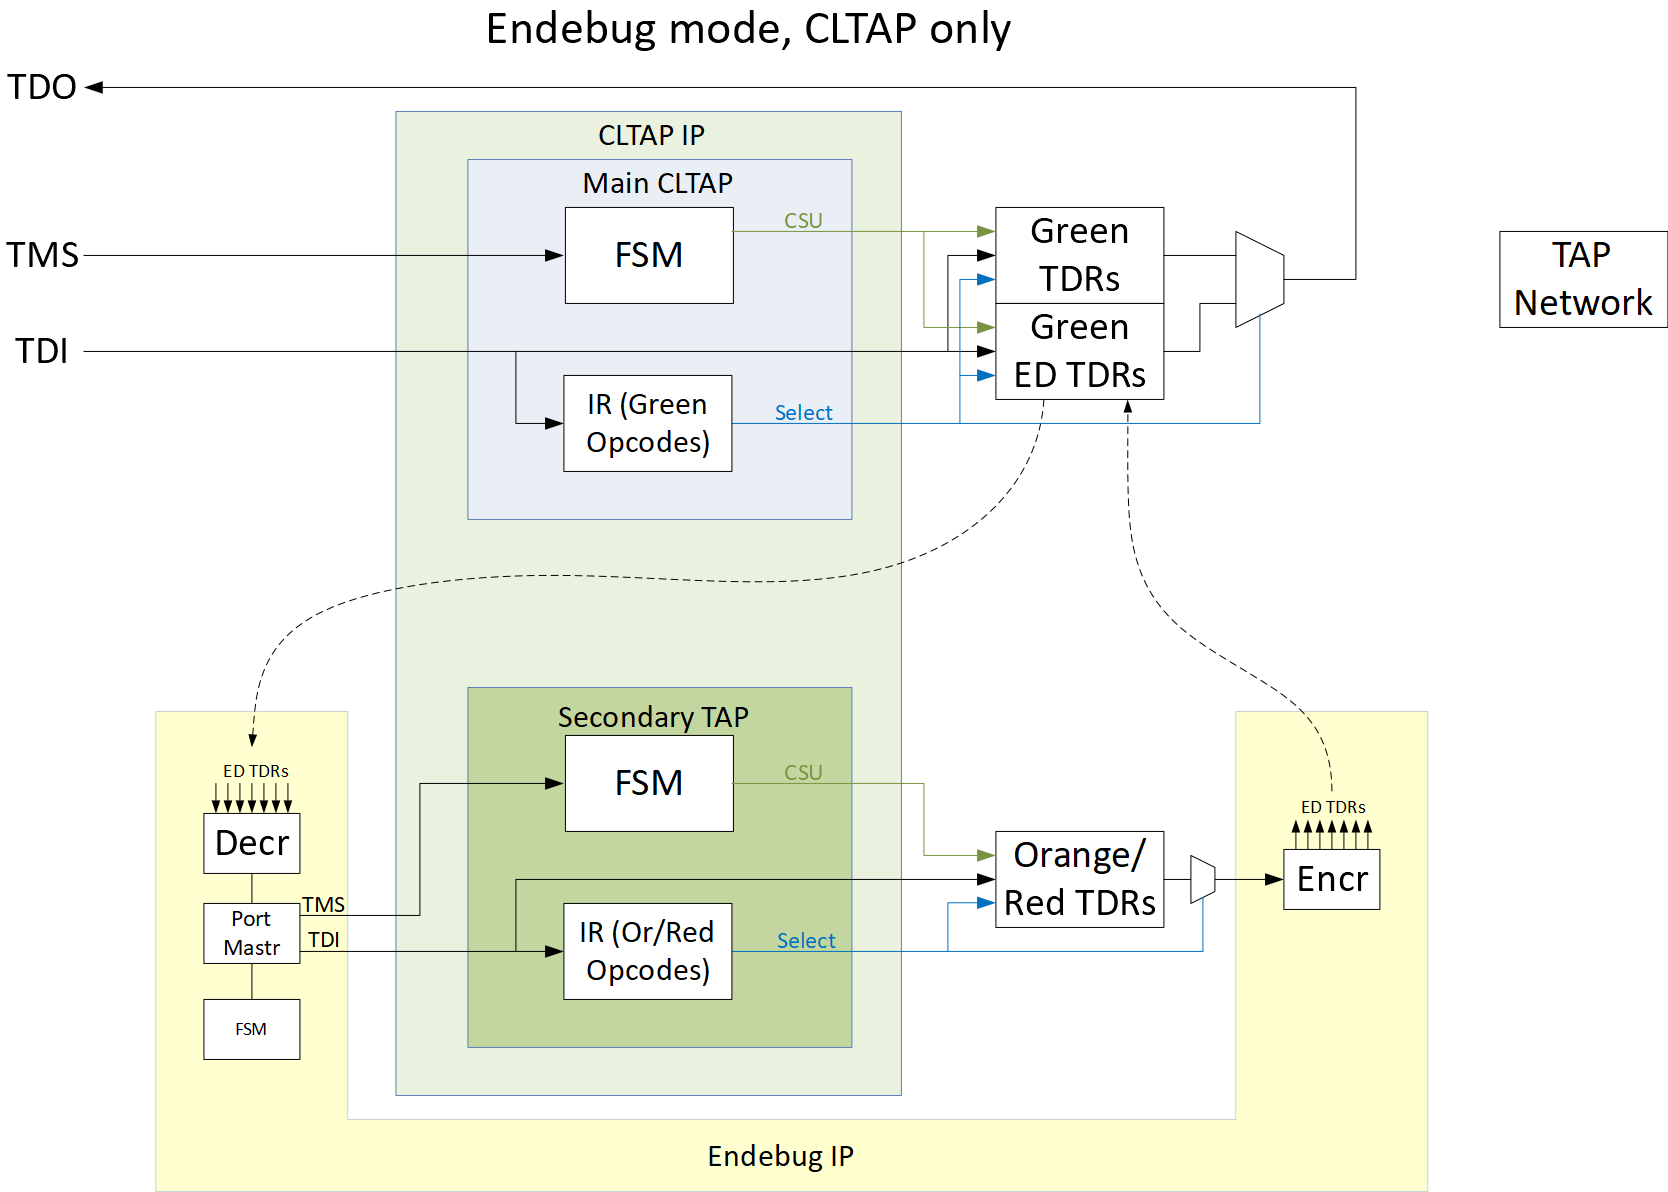 Endebug mode, CLTAP only
TDO
CLTAP IP
Main CLTAP
TMS
FSM
CSU
Green
TDRs
TAP
Network
TDI
Green
ED TDRs
IR (Green
Opcodes)
Select
Secondary TAP
FSM
CSU
ED TDRs
Decr
ED TDRs
Encr
Orange/
Red TDRs
TMS
Port
Mastr
TDI
IR (Or/Red
Opcodes)
Select
FSM
Endebug IP